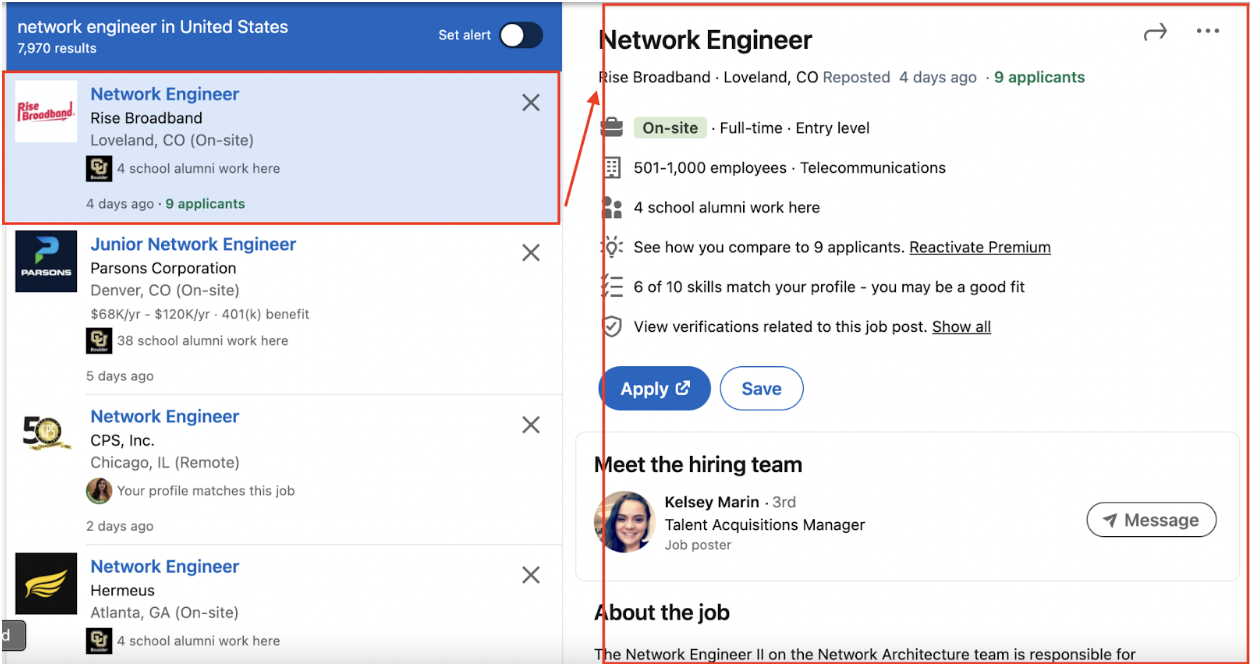 network engineer in United States
7,970 results
Set alert
Rise Broadband
Network Engineer
Rise Broadband
Loveland, CO (On-site)
Boulder
4 school alumni work here
4 days ago · 9 applicants
PARSONS
Junior Network Engineer
Parsons Corporation
Denver, CO (On-site)
$68K/yr - $120K/yr · 401(k) benefit
Boulder
38 school alumni work here
5 days ago
50
CPS
Network Engineer
CPS, Inc.
Chicago, IL (Remote)
Your profile matches this job
2 days ago
Network Engineer
Hermeus
Atlanta, GA (On-site)
Boulder
4 school alumni work here
d
Network Engineer
Rise Broadband · Loveland, CO Reposted 4 days ago · 9 applicants
On-site · Full-time · Entry level
501-1,000 employees · Telecommunications
4 school alumni work here
See how you compare to 9 applicants. Reactivate Premium
6 of 10 skills match your profile - you may be a good fit
View verifications related to this job post. Show all
Apply
Save
Meet the hiring team
Kelsey Marin · 3rd
Talent Acquisitions Manager
Job poster
Message
About the job
The Network Engineer II on the Network Architecture team is responsible for